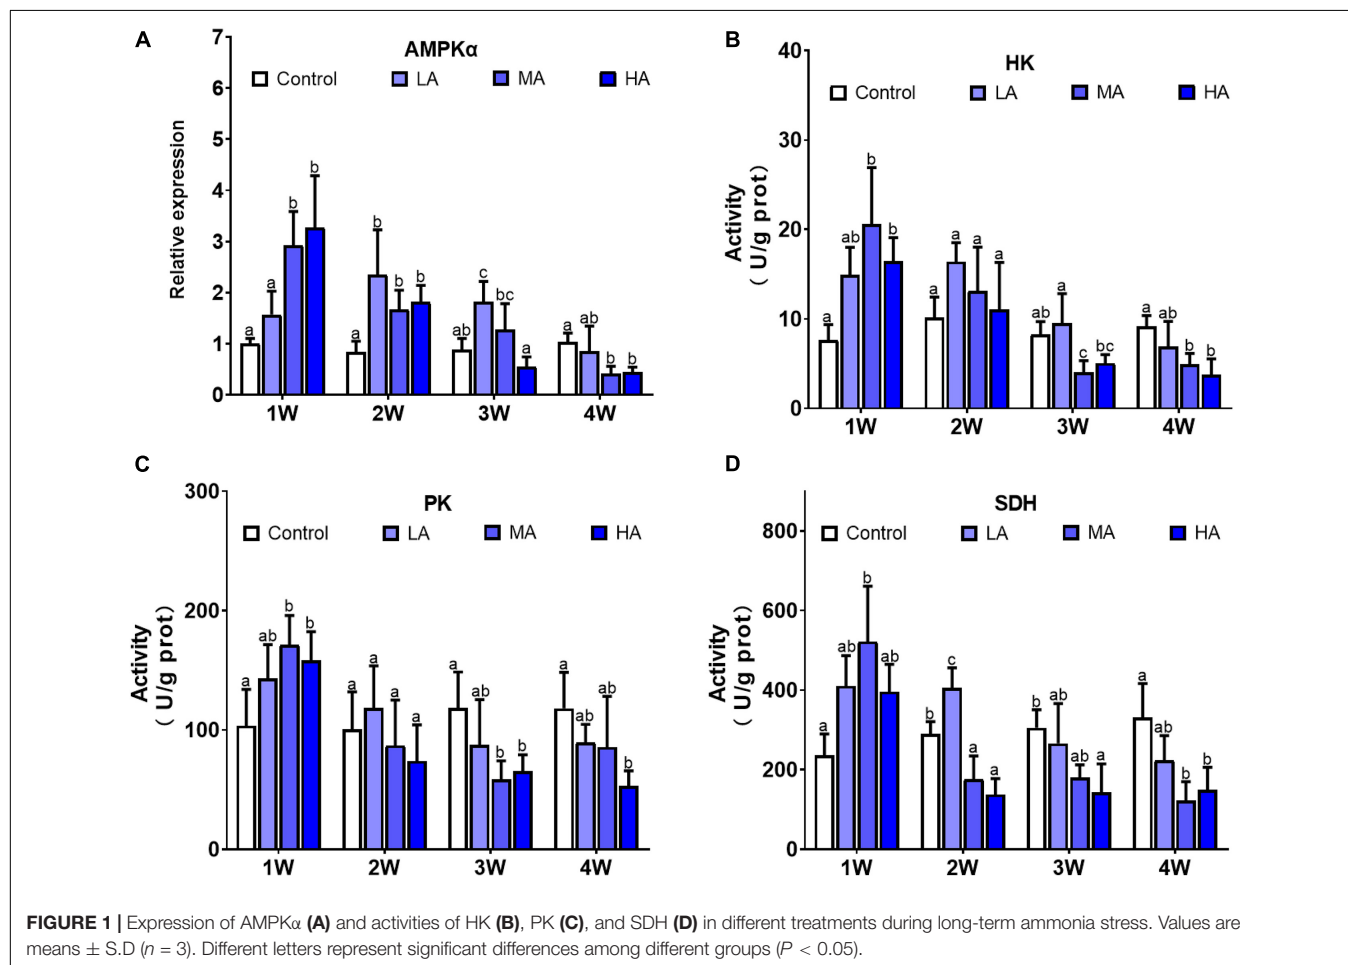 A
AMPKα
Control LA MA HA
Relative expression
7
6
5
4
3
2
1
0
a a b b
a b b b
ab c bc a
a ab b b
1W 2W 3W 4W
B
HK
Control LA MA HA
Activity
( U/g prot)
40
30
20
10
0
a ab b b
a a a a
ab a c bc
a ab b b
1W 2W 3W 4W
C
PK
Control LA MA HA
Activity
( U/g prot)
300
200
100
0
a ab b b
a a a a
a ab b b
a ab ab b
1W 2W 3W 4W
D
SDH
Control LA MA HA
Activity
( U/g prot)
800
600
400
200
0
a ab b ab
b c a a
b ab ab a
a ab b b
1W 2W 3W 4W
FIGURE 1 | Expression of AMPKα (A) and activities of HK (B), PK (C), and SDH (D) in different treatments during long-term ammonia stress. Values are
means ± S.D (n = 3). Different letters represent significant differences among different groups (P < 0.05).